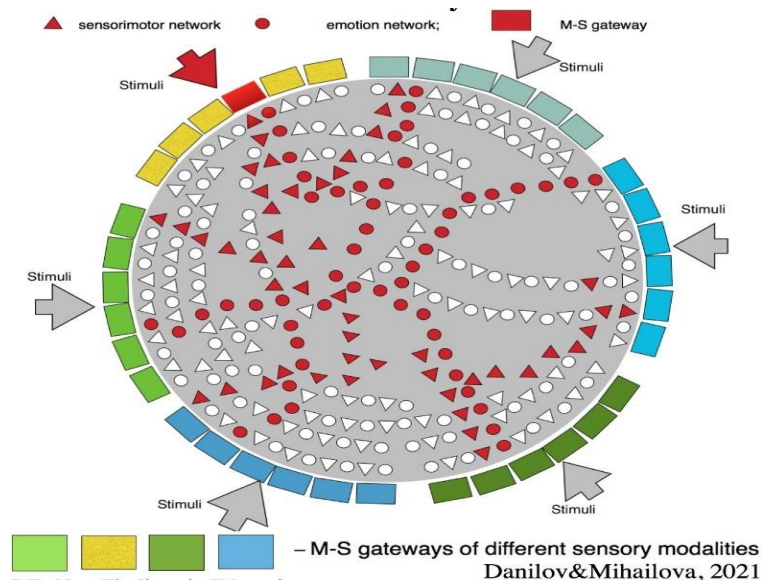 sensorimotor network emotion network; M-S gateway
Stimuli
Stimuli
Stimuli
Stimuli
Stimuli
Stimuli
– M-S gateways of different sensory modalities
Danilov&Mihailova, 2021